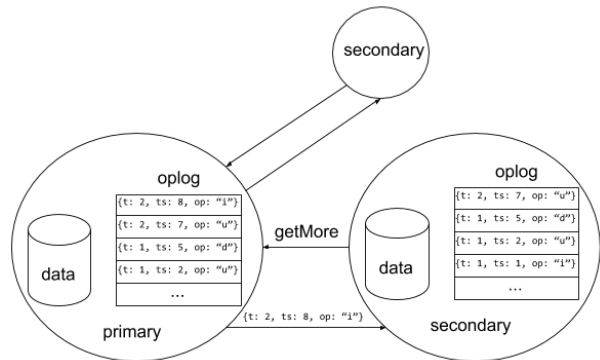 secondary
oplog
{t: 2, ts: 8, op: “i”}
{t: 2, ts: 7, op: “u”}
{t: 1, ts: 5, op: “d”}
{t: 1, ts: 2, op: “u”}
...
data
primary
getMore
{t: 2, ts: 8, op: “i”}
oplog
{t: 2, ts: 7, op: “u”}
{t: 1, ts: 5, op: “d”}
{t: 1, ts: 2, op: “u”}
{t: 1, ts: 1, op: “i”}
...
data
secondary